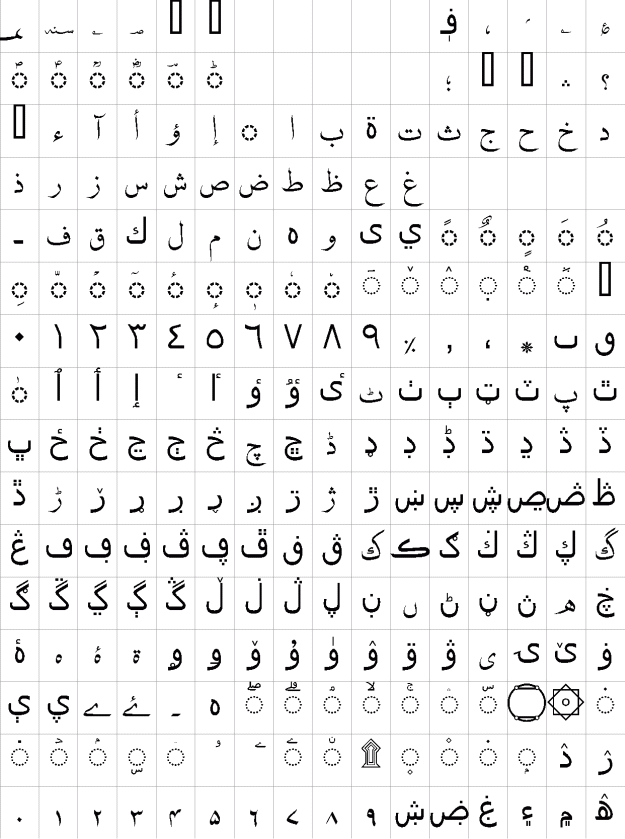 ؀ ؁ ؂ ؃ ؋ ، ؍ ؎ ؏
◌ؐ ◌ؑ ◌ؒ ◌ؓ ◌ؔ ◌ؕ ؛ ؞ ؟
ء آ أ ؤ إ ◌ ا ب ة ت ث ج ح خ د
ذ ر ز س ش ص ض ط ظ ع غ
ـ ف ق ك ل م ن ه و ى ي ◌ً ◌ٌ ◌ٍ ◌َ ◌ُ
◌ِ ◌ّ ◌ْ ◌ٓ ◌ٔ ◌ٕ ◌ٖ ◌ٗ ◌٘ ◌ٙ ◌ٚ ◌ٛ ◌ٜ ◌ٝ ◌ٞ
٠ ١ ٢ ٣ ٤ ٥ ٦ ٧ ٨ ٩ ٪ ٫ ٬ ٭ ٮ ٯ
◌ٰ ٱ ٲ ٳ ٴ ٵ ٶ ٷ ٸ ٹ ٺ ٻ ټ ٽ پ ٿ
ڀ ځ ڂ ڃ ڄ څ چ ڇ ڈ ډ ڊ ڋ ڌ ڍ ڎ ڏ
ڐ ڑ ڒ ړ ڔ ڕ ږ ڗ ژ ڙ ښ ڛ ڜ ڝ ڞ ڟ
ڠ ڡ ڢ ڣ ڤ ڥ ڦ ڧ ڨ ک ڪ ګ ڬ ڭ ڮ گ
ڰ ڱ ڲ ڳ ڴ ڵ ڶ ڷ ڸ ڹ ں ڻ ڼ ڽ ھ ڿ
ۀ ہ ۂ ۃ ۄ ۅ ۆ ۇ ۈ ۉ ۊ ۋ ی ۍ ێ ۏ
ې ۑ ے ۓ ۔ ە ◌ۖ ◌ۗ ◌ۘ ◌ۙ ◌ۚ ◌ۛ ◌ۜ ۝ ۞ ◌۟
◌۠ ◌ۡ ◌ۢ ◌ۣ ◌ۤ ۥ ۦ ◌ۧ ◌ۨ ۩ ◌۪ ◌۫ ◌۬ ◌ۭ ۮ ۯ
۰ ۱ ۲ ۳ ۴ ۵ ۶ ۷ ۸ ۹ ۺ ۻ ۼ ۽ ۾ ۿ